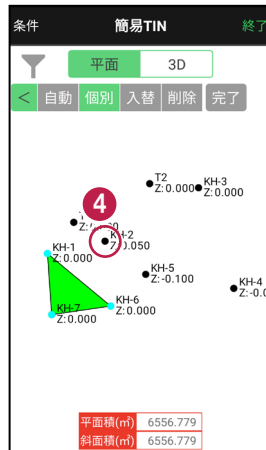 条件 簡易TIN 終了
平面 3D
< 自動 個別 入替 削除 完了
T2
Z:0.000
KH-3
Z:0.000
4
KH-2
Z:0.050
KH-1
Z:0.000
KH-5
Z:-0.100
KH-4
KH-6
Z:0.000
KH-7
Z:0.000
平面積(㎡) 6556.779
斜面積(㎡) 6556.779